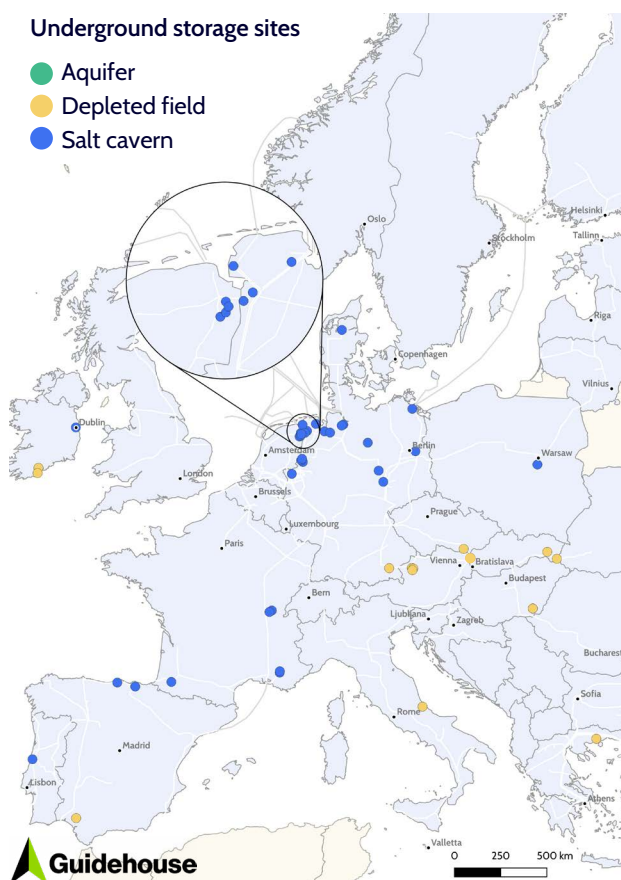 Underground storage sites
Aquifer
Depleted field
Salt cavern
Oslo
Helsinki
Stockholm
Tallinn
Riga
Copenhagen
Vilnius
Dublin
Amsterdam
Berlin
Warsaw
London
Brussels
Luxembourg
Prague
Paris
Vienna
Bratislava
Budapest
Bern
Ljubljana
Zagreb
Bucharest
Sofia
Rome
Madrid
Lisbon
Athens
Valletta
Guidehouse
0 250 500 km